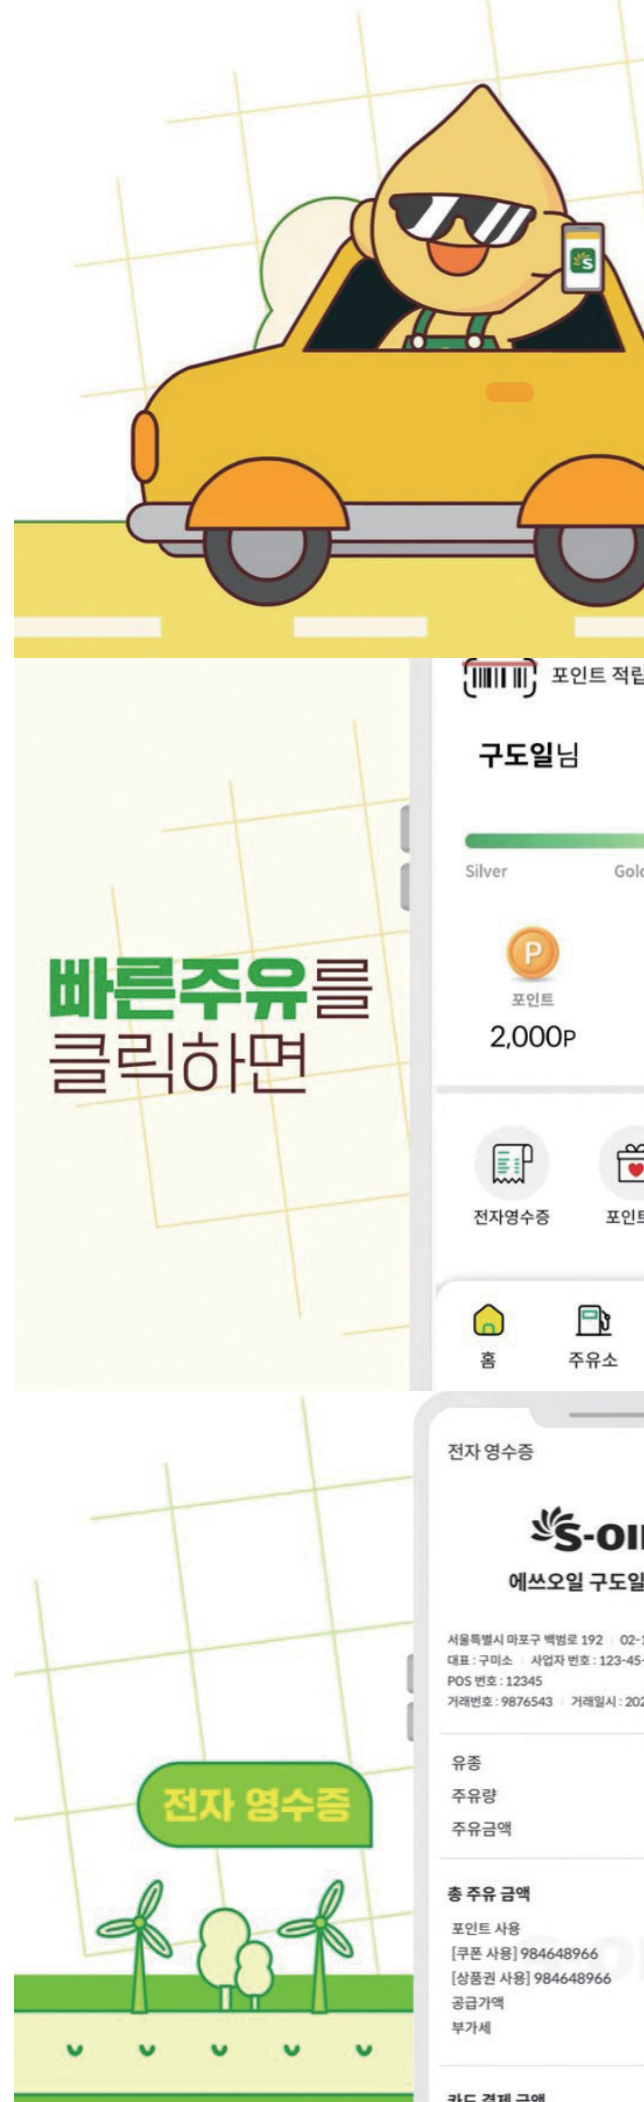 S
포인트 적립
구도일님
Silver
빠른주유를
클릭하면
P
포인트
2,000P
전자영수증
홈
주유소
전자 영수증
에쓰오일 구도일
서울특별시 마포구 백범로 192
대표 : 구미소 사업자 번호 : 123-45-
POS 번호 : 12345
거래번호 : 9876543 거래일시 : 202
유종
주유량
주유금액
전자 영수증
총 주유 금액
포인트 사용
[쿠폰 사용] 984648966
[상품권 사용] 984648966
공급가액
부가세